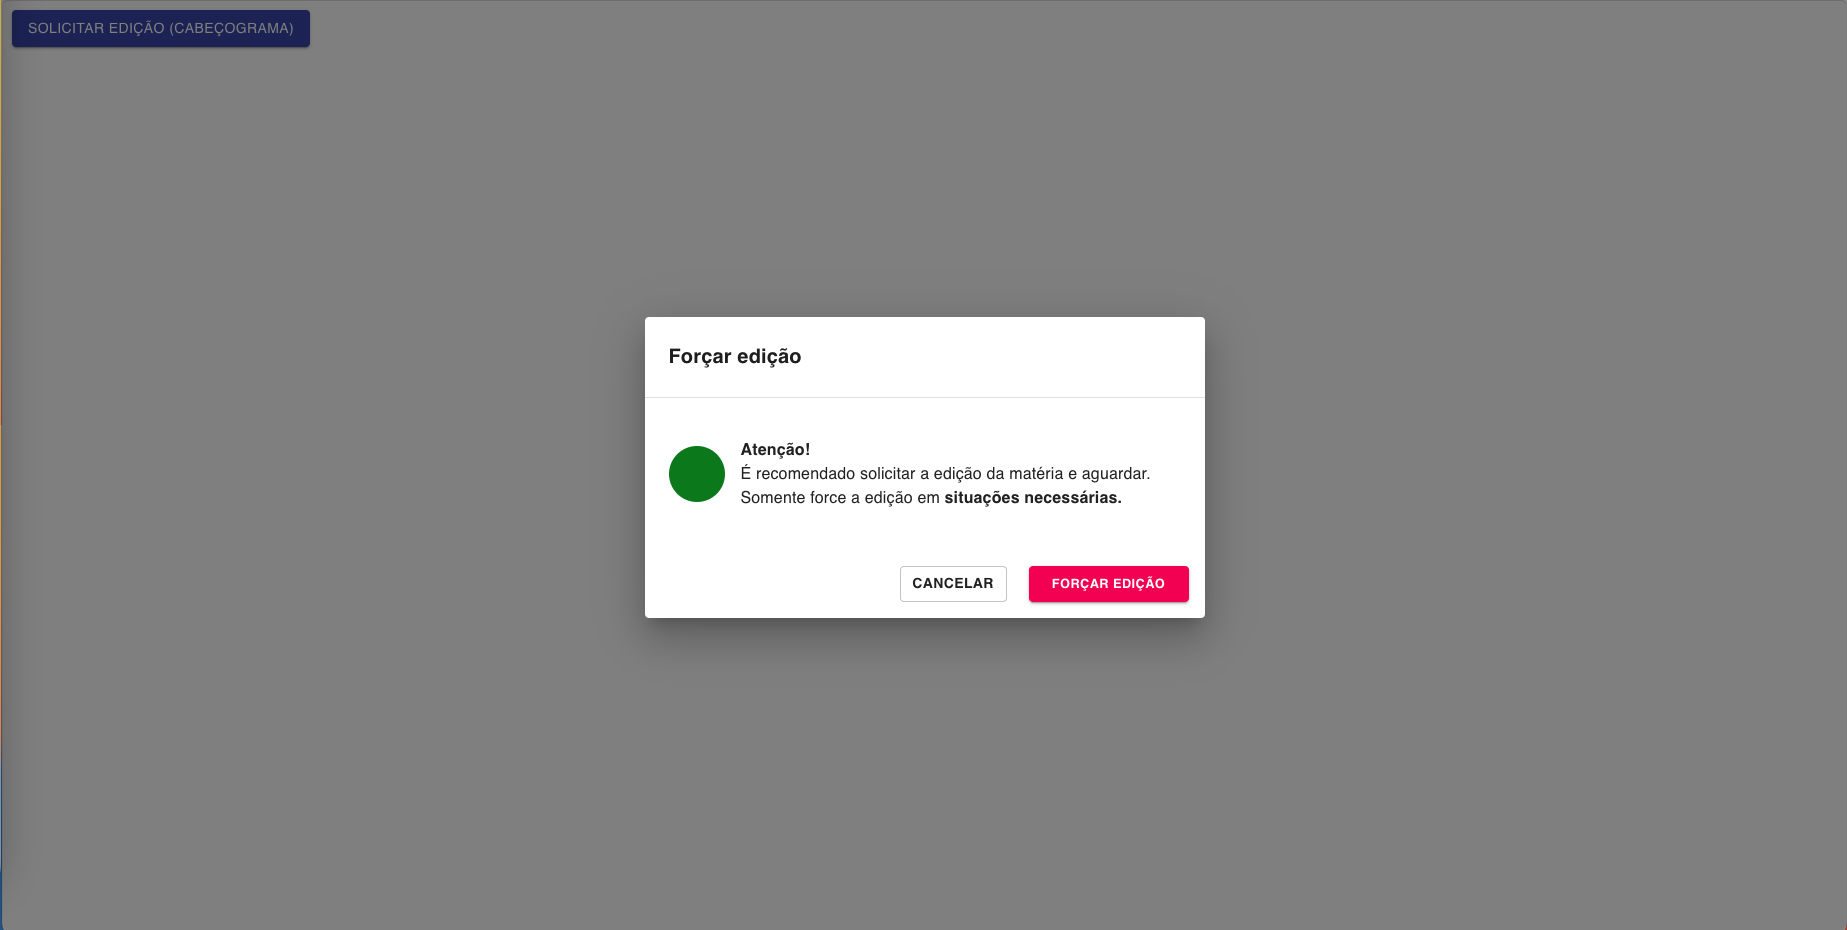 SOLICITAR EDIÇÃO (CABEÇOGRAMA)
Forçar edição
Atenção!
É recomendado solicitar a edição da matéria e aguardar.
Somente force a edição em situações necessárias.
CANCELAR
FORÇAR EDIÇÃO